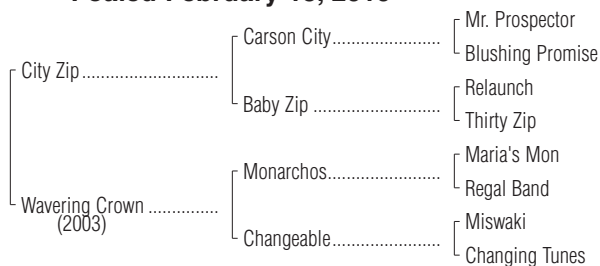 Foaled February
Mr. Prospector
Carson City
Blushing Promise
City Zip
Relaunch
Baby Zip
Thirty Zip
Maria's Mon
Monarchos
Regal Band
Wavering Crown
(2003)
Miswaki
Changeable
Changing Tunes